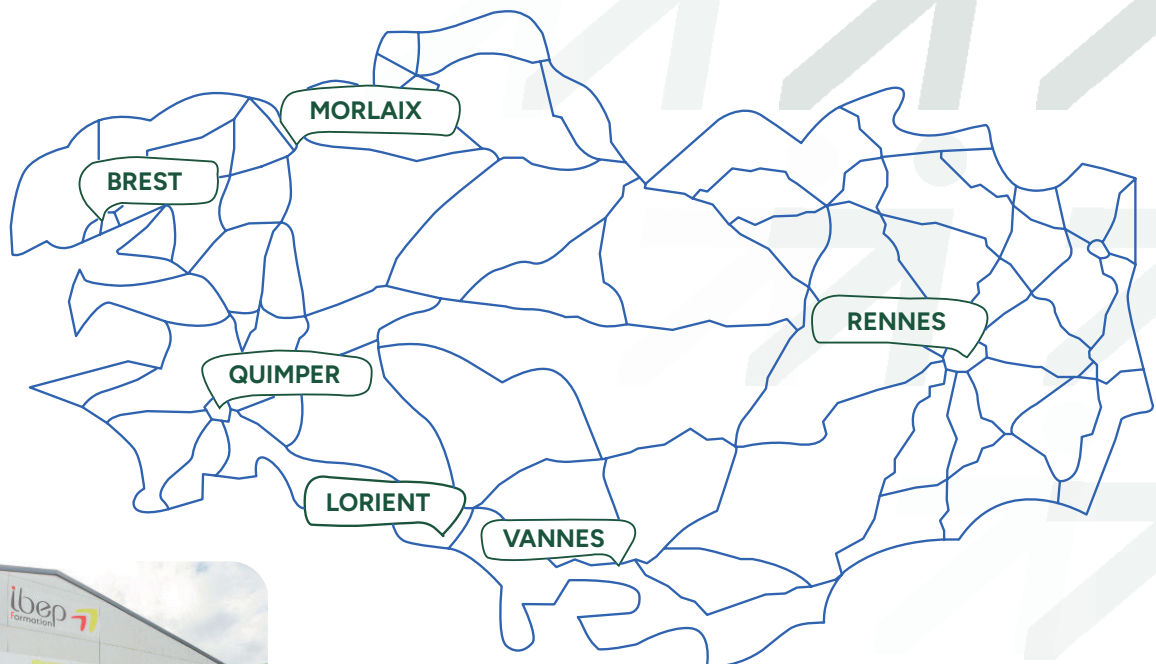 MORLAIX
BREST
RENNES
QUIMPER
LORIENT
VANNES
ibep
Formation